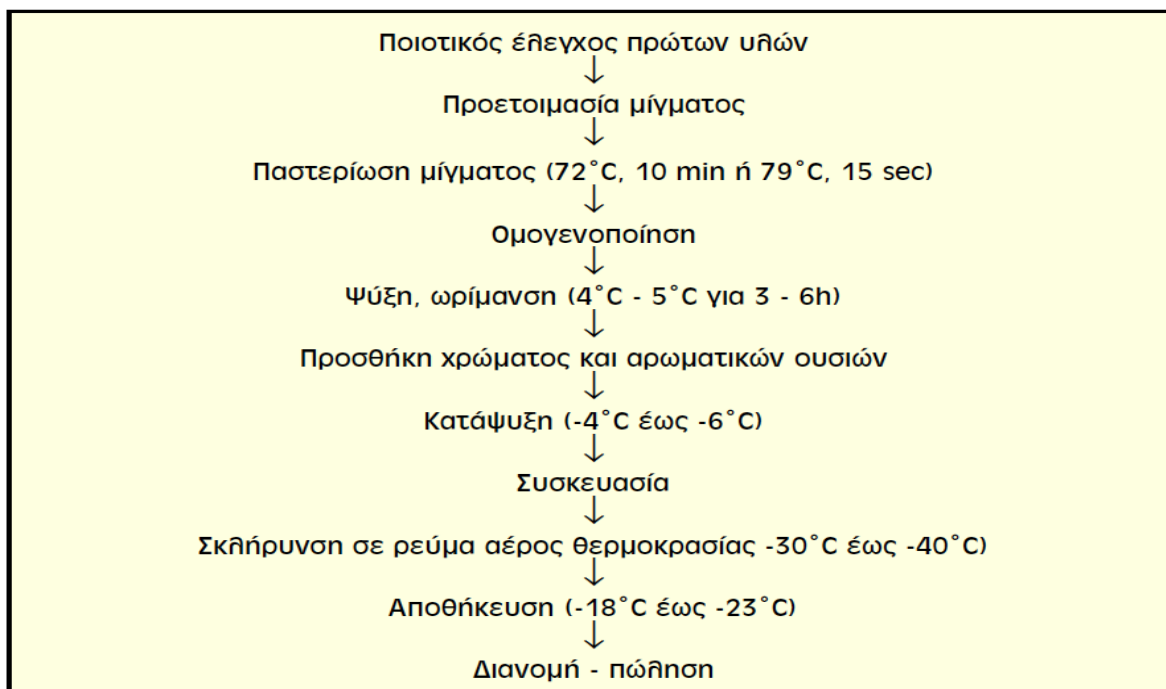 Ποιοτικός έλεγχος πρώτων υλών
↓
Προετοιμασία μίγματος
↓
Παστερίωση μίγματος (72°C, 10 min ή 79°C, 15 sec)
↓
Ομογενοποίηση
↓
Ψύξη, ωρίμανση (4°C - 5°C για 3 - 6h)
↓
Προσθήκη χρώματος και αρωματικών ουσιών
↓
Κατάψυξη (-4°C έως -6°C)
↓
Συσκευασία
↓
Σκλήρυνση σε ρεύμα αέρος θερμοκρασίας -30°C έως -40°C)
↓
Αποθήκευση (-18°C έως -23°C)
↓
Διανομή - πώληση